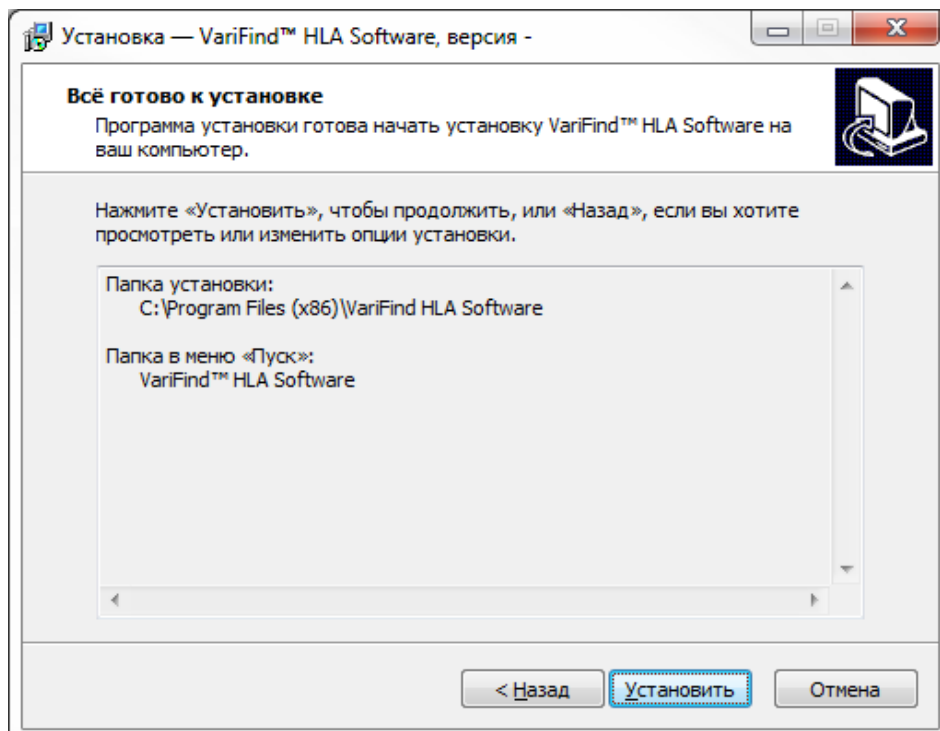 Установка — VariFind™ HLA Software, версия -
Всё готово к установке
Программа установки готова начать установку VariFind™ HLA Software на
ваш компьютер.
Нажмите «Установить», чтобы продолжить, или «Назад», если вы хотите
просмотреть или изменить опции установки.
Папка установки:
C:\Program Files (x86)\VariFind HLA Software
Папка в меню «Пуск»:
VariFind™ HLA Software
< Назад
Установить
Отмена